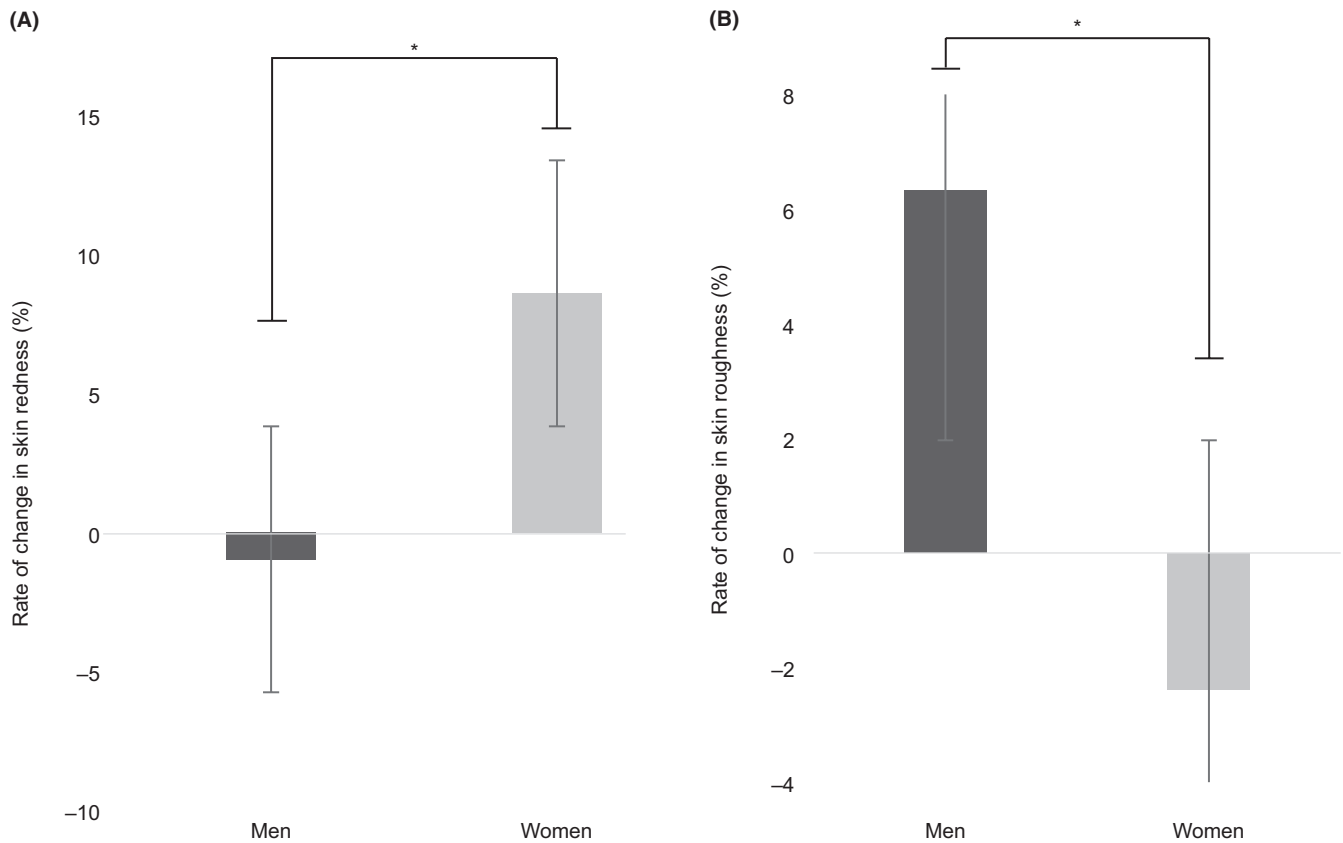 (A)
*
Rate of change in skin redness (%)
15
10
5
0
–5
–10
Men
Women
(B)
*
Rate of change in skin roughness (%)
8
6
4
2
0
–2
–4
Men
Women